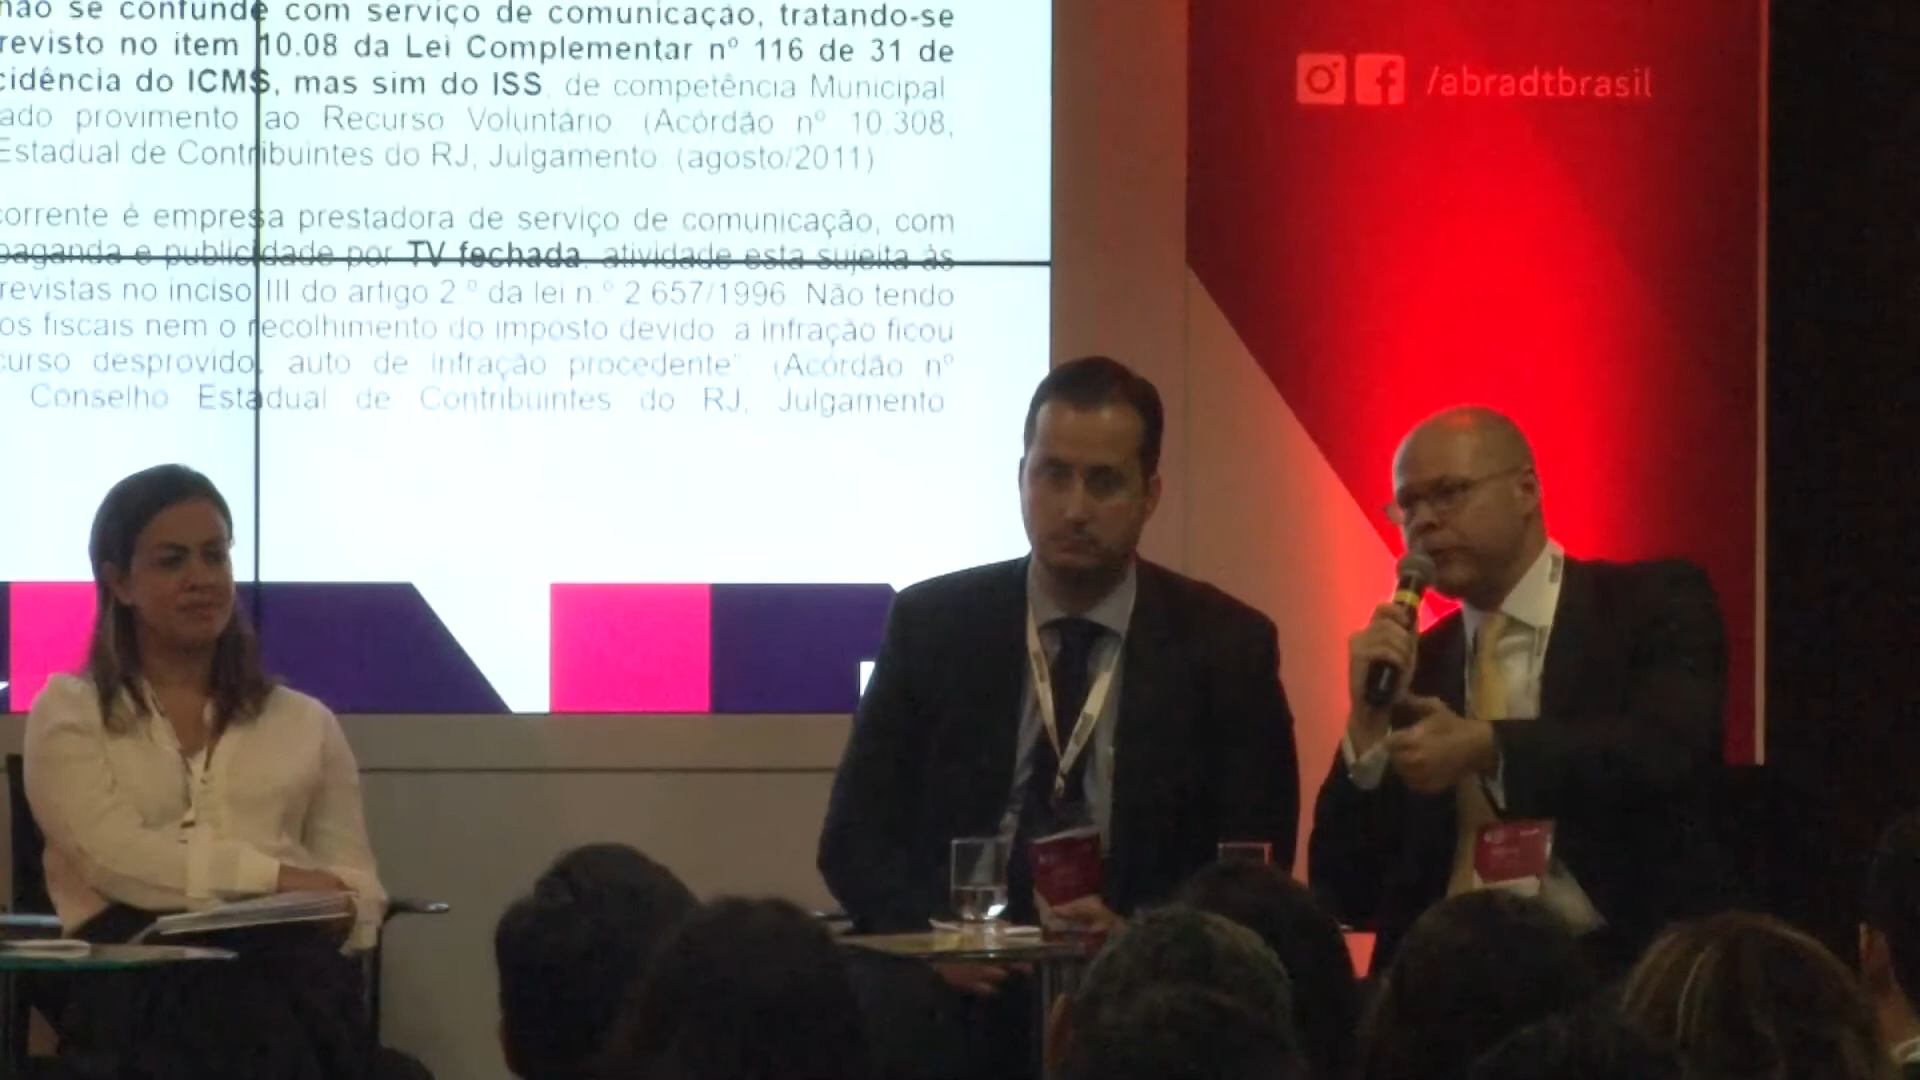 não se confunde com serviço de comunicação, tratando-se
revisto no item 10.08 da Lei Complementar nº 116 de 31 de
cidência do ICMS, mas sim do ISS, de competência Municipal.
ado provimento ao Recurso Voluntário. (Acórdão nº 10.308,
Estadual de Contribuintes do RJ, Julgamento: (agosto/2011)
corrente é empresa prestadora de serviço de comunicação, com
paganda e publicidade por TV fechada, atividade esta sujeita às
revistas no inciso III do artigo 2.º da lei n.º 2.657/1996. Não tendo
os fiscais nem o recolhimento do imposto devido, a infração ficou
curso desprovido, auto de infração procedente". (Acórdão nº
Conselho Estadual de Contribuintes do RJ, Julgamento
/abradtbrasil